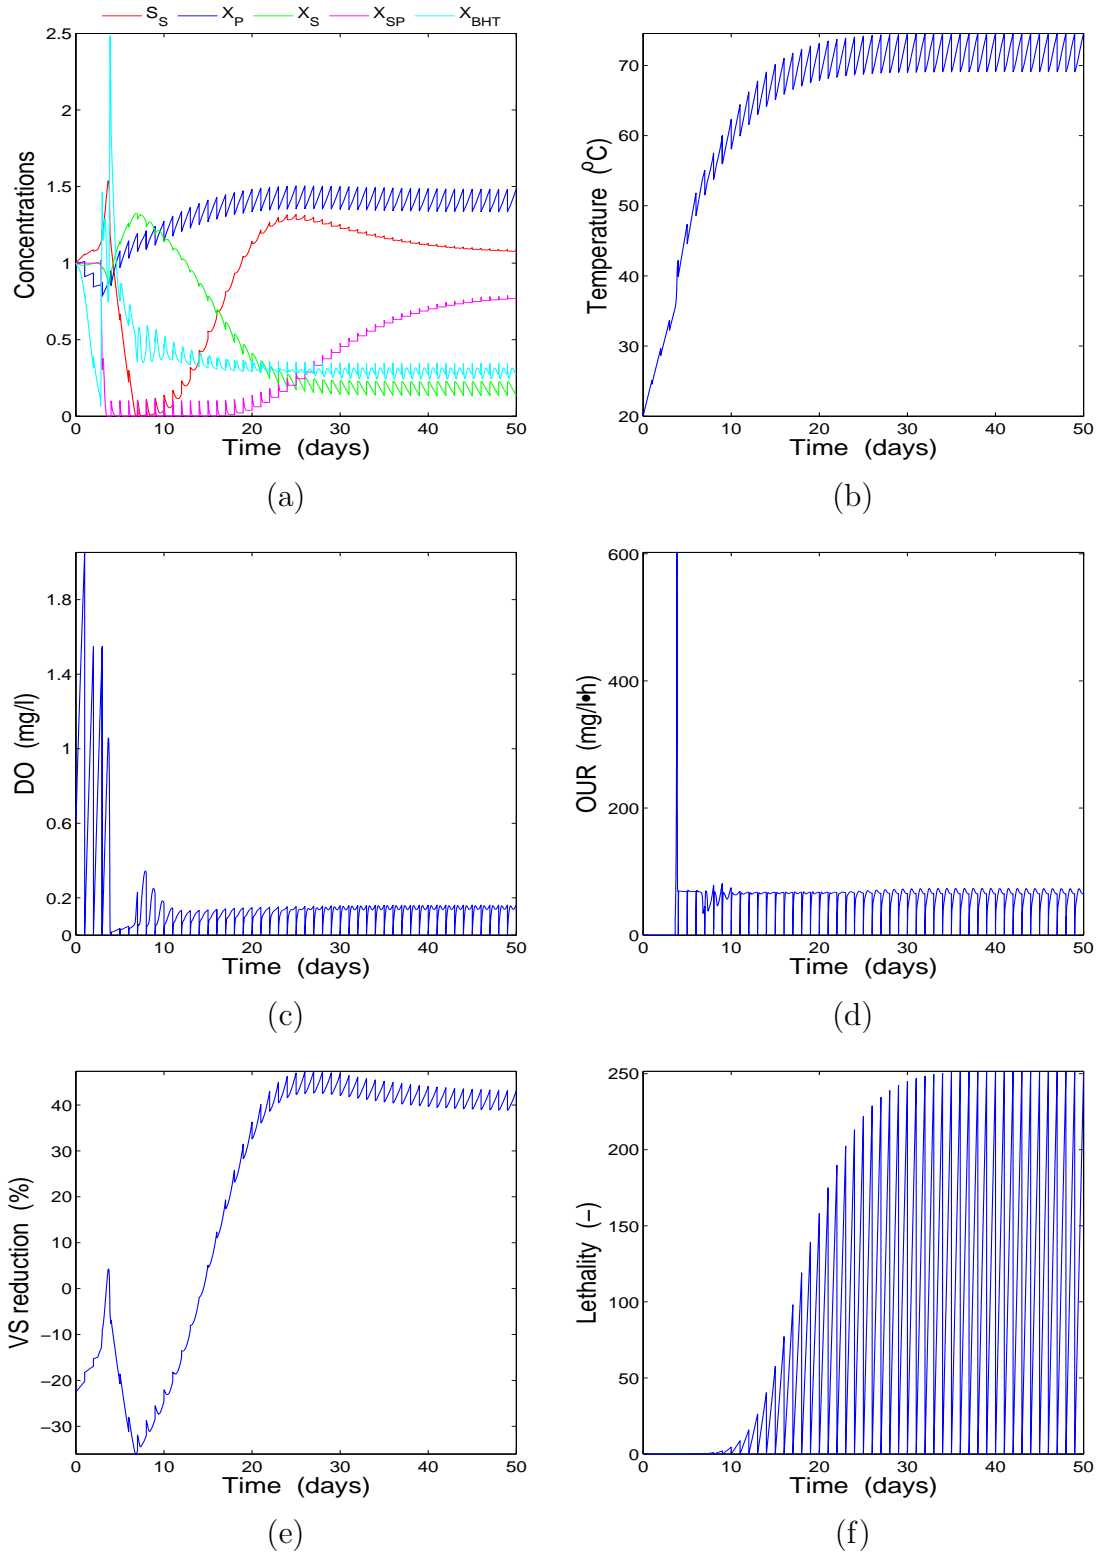 S_S X_P X_S X_SP X_BHT
2.5
2
1.5
1
0.5
0
Concentrations
0 10 20 30 40 50
Time (days)
(a)
70
60
50
40
30
20
Temperature (⁰C)
0 10 20 30 40 50
Time (days)
(b)
1.8
1.4
1
0.6
0.2
0
DO (mg/l)
0 10 20 30 40 50
Time (days)
(c)
600
400
200
0
OUR (mg/l•h)
0 10 20 30 40 50
Time (days)
(d)
40
30
20
10
0
−10
−20
−30
VS reduction (%)
0 10 20 30 40 50
Time (days)
(e)
250
200
150
100
50
0
Lethality (−)
0 10 20 30 40 50
Time (days)
(f)